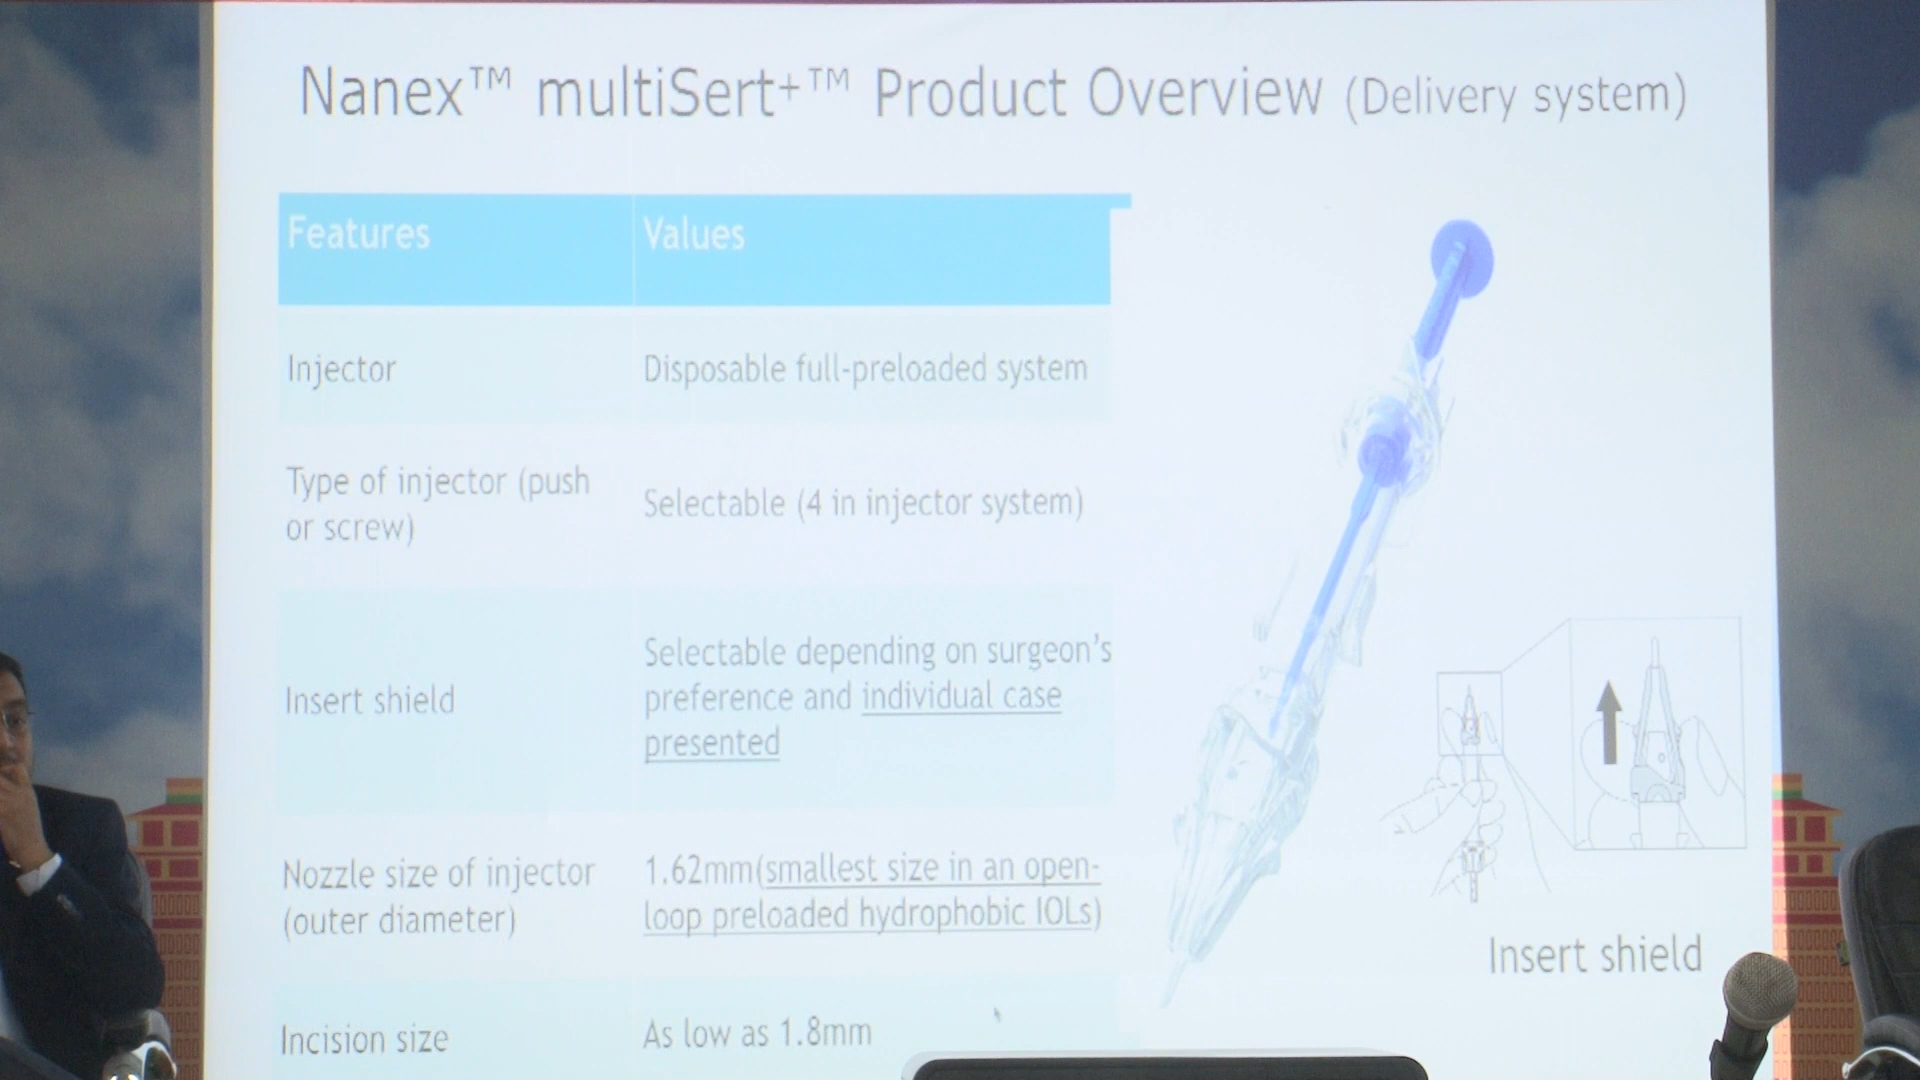 Nanex™ multiSert+™ Product Overview (Delivery system)
Features
Values
Injector
Disposable full-preloaded system
Type of injector (push
or screw)
Selectable (4 in injector system)
Insert shield
Selectable depending on surgeon's
preference and individual case
presented
Nozzle size of injector
(outer diameter)
1.62mm(smallest size in an open-
loop preloaded hydrophobic IOLs)
Incision size
As low as 1.8mm
Insert shield